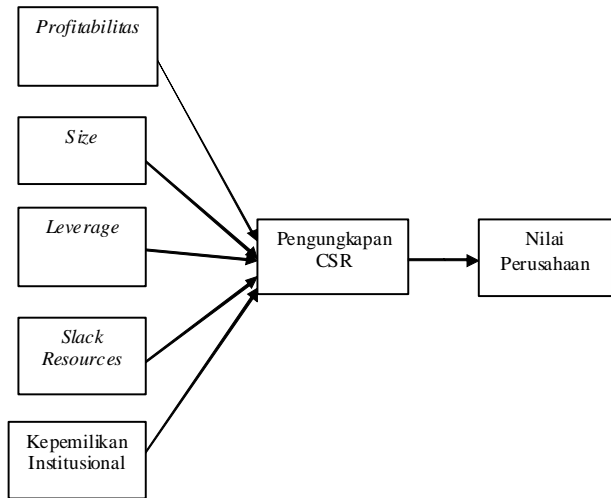 Profitabilitas
Size
Leverage
Slack
Resources
Kepemilikan
Institusional
Pengungkapan
CSR
Nilai
Perusahaan